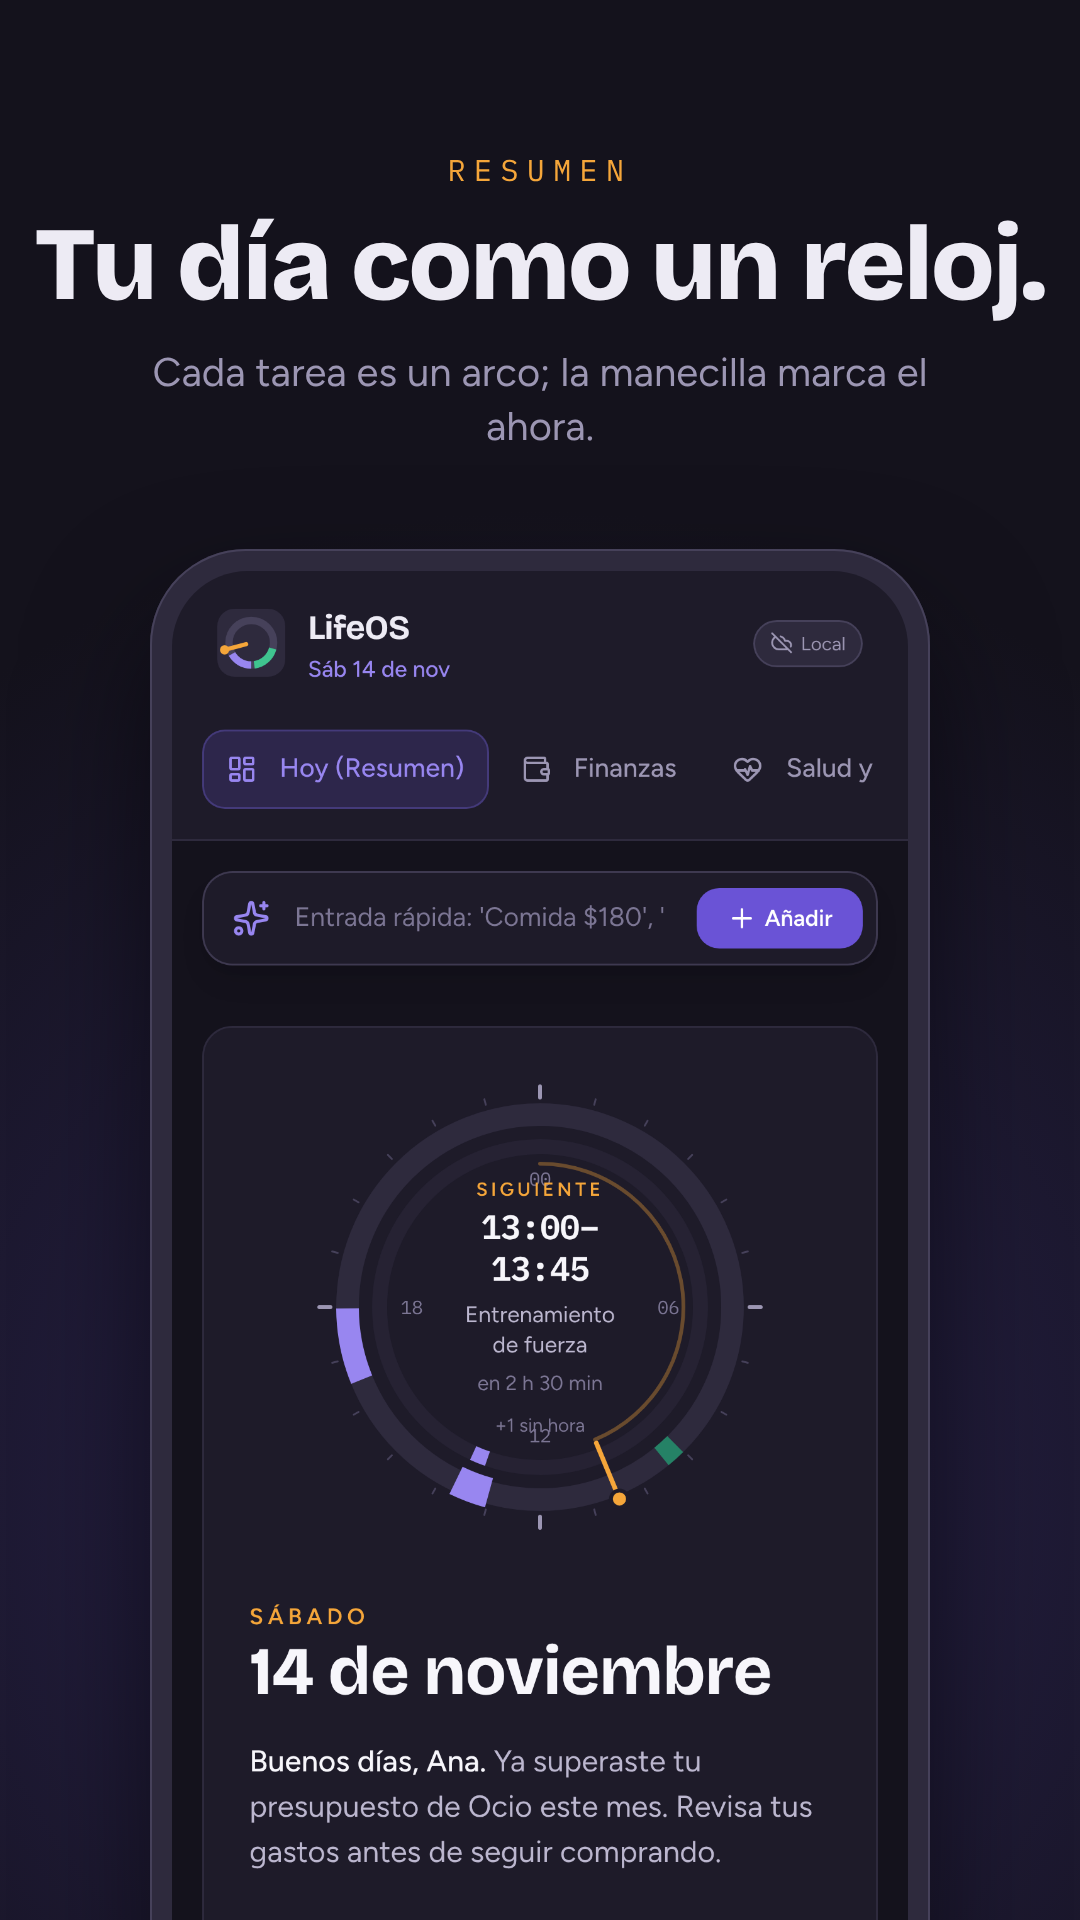 RESUMEN
Tu día como un reloj.
Cada tarea es un arco; la manecilla marca el
ahora.
LifeOS
Sáb 14 de nov
Local
Hoy (Resumen)
Finanzas
Salud y
Entrada rápida: 'Comida $180', '
Añadir
00
SIGUIENTE
13:00–
13:45
18
06
Entrenamiento
de fuerza
en 2 h 30 min
+1 sin hora
12
SÁBADO
14 de noviembre
Buenos días, Ana. Ya superaste tu
presupuesto de Ocio este mes. Revisa tus
gastos antes de seguir comprando.